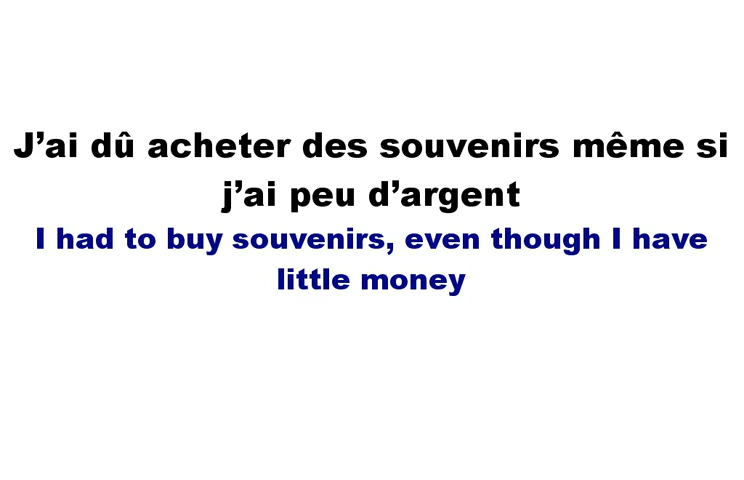 J’ai dû acheter des souvenirs même si
j’ai peu d’argent
I had to buy souvenirs, even though I have
little money